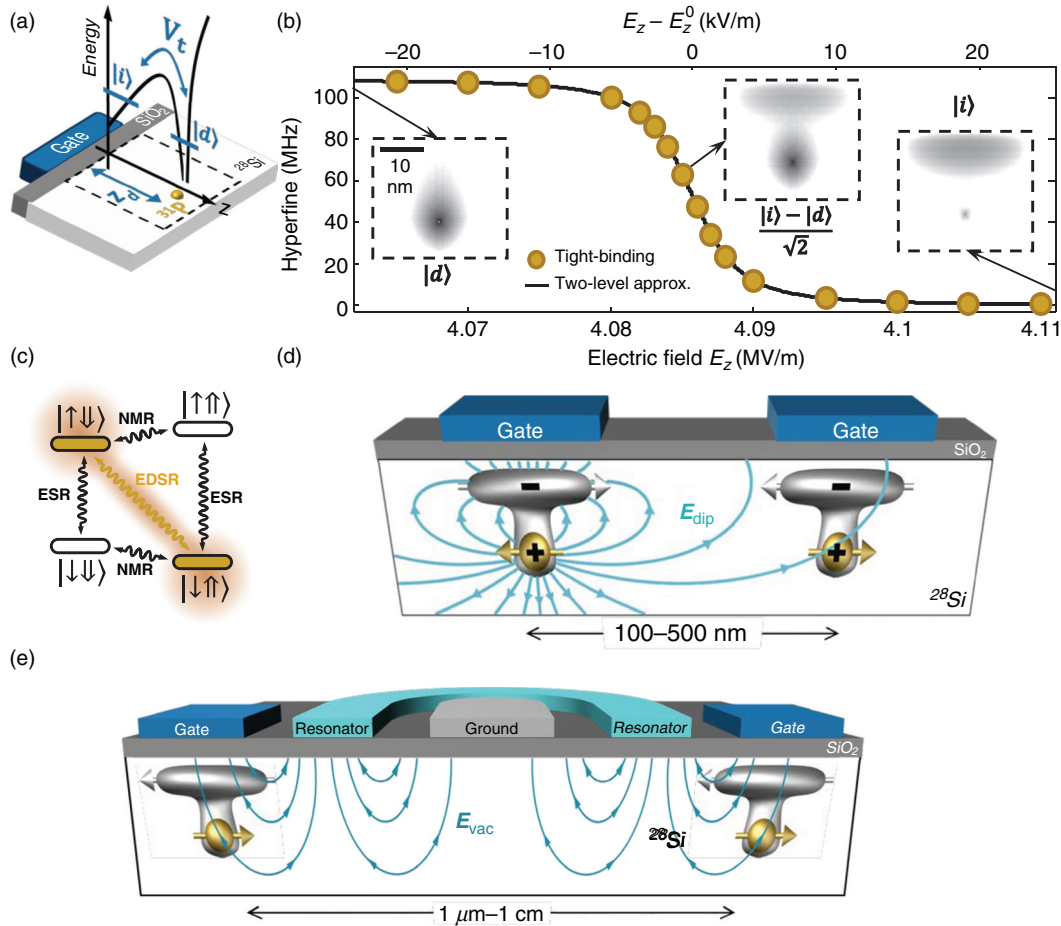 (a)
Energy
V_t
|i⟩
SiO₂
|d⟩
Gate
²⁸Si
z_d
³¹P
z
(b)
E_z − E_z^0 (kV/m)
−20 −10 0 10 20
Hyperfine (MHz)
100
80
60
40
20
0
10
nm
|d⟩
|i⟩ − |d⟩
√2
|i⟩
Tight-binding
Two-level approx.
4.07 4.08 4.09 4.1 4.11
Electric field E_z (MV/m)
(c)
|↑⇓⟩
NMR
|↑⇑⟩
ESR
EDSR
ESR
|↓⇓⟩
NMR
|↓⇑⟩
(d)
Gate
Gate
SiO₂
E_dip
²⁸Si
100–500 nm
(e)
Gate
Resonator
Ground
Resonator
Gate
SiO₂
E_vac
²⁸Si
1 μm–1 cm